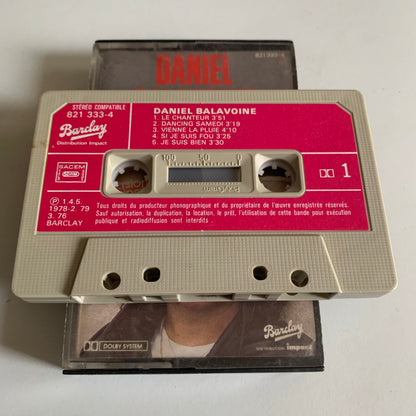 DANIEL
821 333-4
STÉRÉO COMPATIBLE
821 333-4
Barclay
Distribution Impact
DANIEL BALAVOINE
1. LE CHANTEUR 3'51
2. DANCING SAMEDI 3'19
3. VIENNE LA PLUIE 4'10
4. SI JE SUIS FOU 3'25
5. JE SUIS BIEN 3'30
100 50 0
SACEM
1
Ⓟ 1.4.5.
1978-2. 79
3. 76
BARCLAY
Tous droits du producteur phonographique et du propriétaire de l'œuvre enregistrée réservés.
Sauf autorisation, la duplication, la location, le prêt, l'utilisation de cette bande pour exécution
publique et radiodiffusion sont interdits .
Barclay
DISTRIBUTION impact
DOLBY SYSTEM